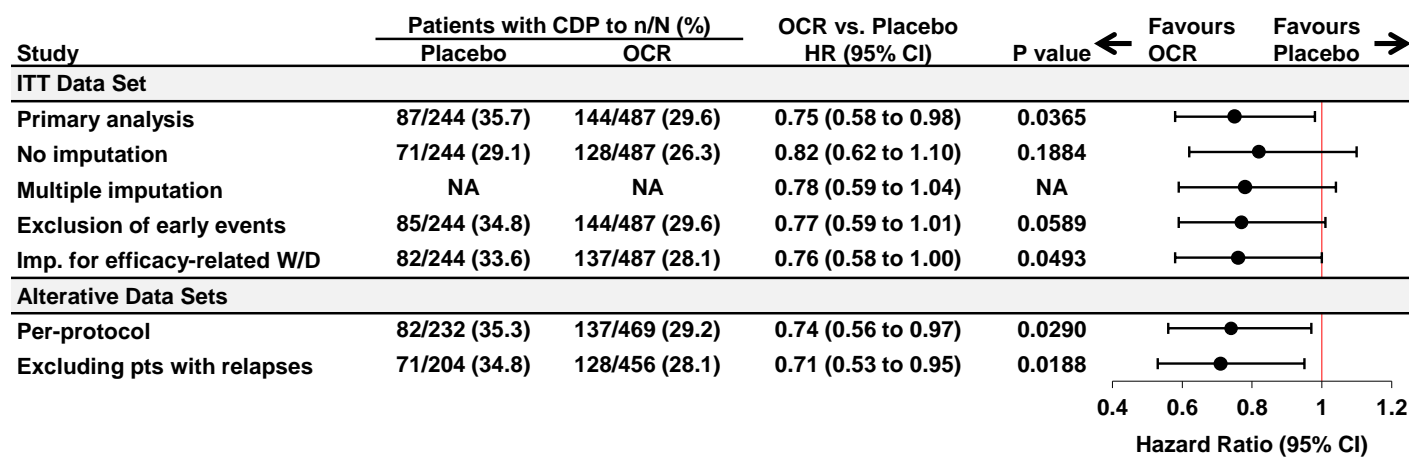 Patients with CDP to n/N (%) OCR vs. Placebo Favours Favours
Study Placebo OCR HR (95% CI) P value OCR Placebo
ITT Data Set
Primary analysis 87/244 (35.7) 144/487 (29.6) 0.75 (0.58 to 0.98) 0.0365
No imputation 71/244 (29.1) 128/487 (26.3) 0.82 (0.62 to 1.10) 0.1884
Multiple imputation NA NA 0.78 (0.59 to 1.04) NA
Exclusion of early events 85/244 (34.8) 144/487 (29.6) 0.77 (0.59 to 1.01) 0.0589
Imp. for efficacy-related W/D 82/244 (33.6) 137/487 (28.1) 0.76 (0.58 to 1.00) 0.0493
Alterative Data Sets
Per-protocol 82/232 (35.3) 137/469 (29.2) 0.74 (0.56 to 0.97) 0.0290
Excluding pts with relapses 71/204 (34.8) 128/456 (28.1) 0.71 (0.53 to 0.95) 0.0188
0.4 0.6 0.8 1 1.2
Hazard Ratio (95% CI)